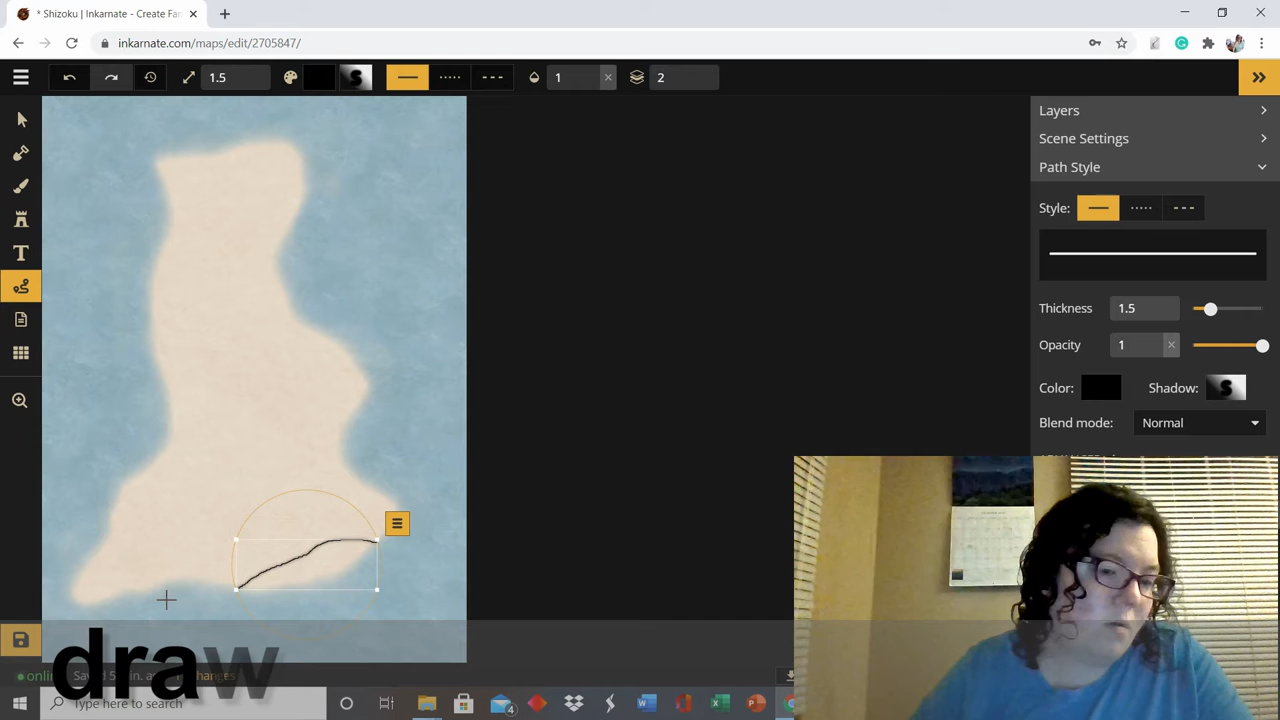 * Shizoku | Inkarnate - Create Fan
inkarnate.com/maps/edit/2705847/
1.5
1
2
Layers
Scene Settings
Path Style
Style:
Thickness
1.5
Opacity
1
Color:
Shadow:
Blend mode:
Normal
draw
Type here to search